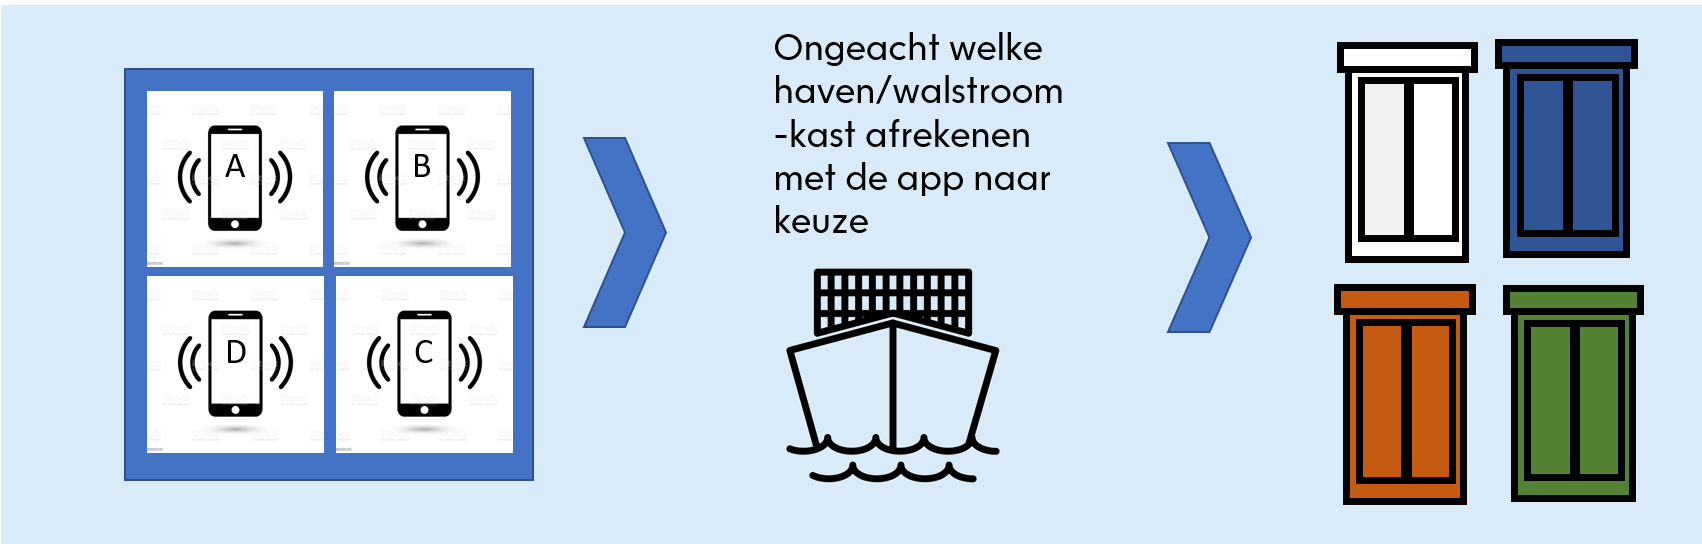 A
B
D
C
Ongeacht welke
haven/walstroom
-kast afrekenen
met de app naar
keuze